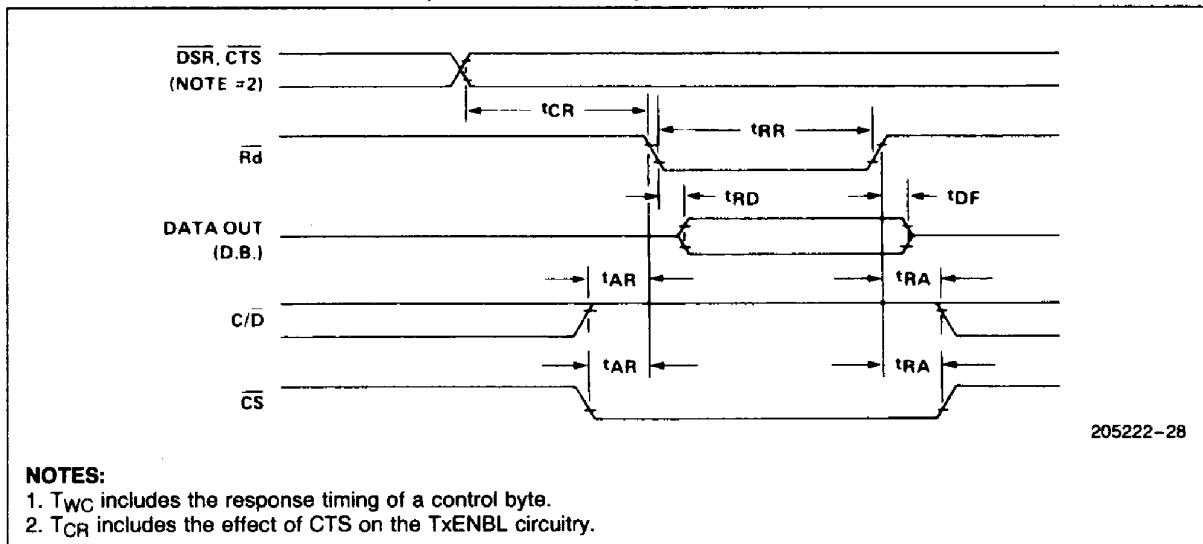 DSR, CTS
(NOTE #2)
tCR
tRR
Rd
tRD
tDF
DATA OUT
(D.B.)
tAR
tRA
C/D
tAR
tRA
CS
205222-28
NOTES:
1. TWC includes the response timing of a control byte.
2. TCR includes the effect of CTS on the TxENBL circuitry.